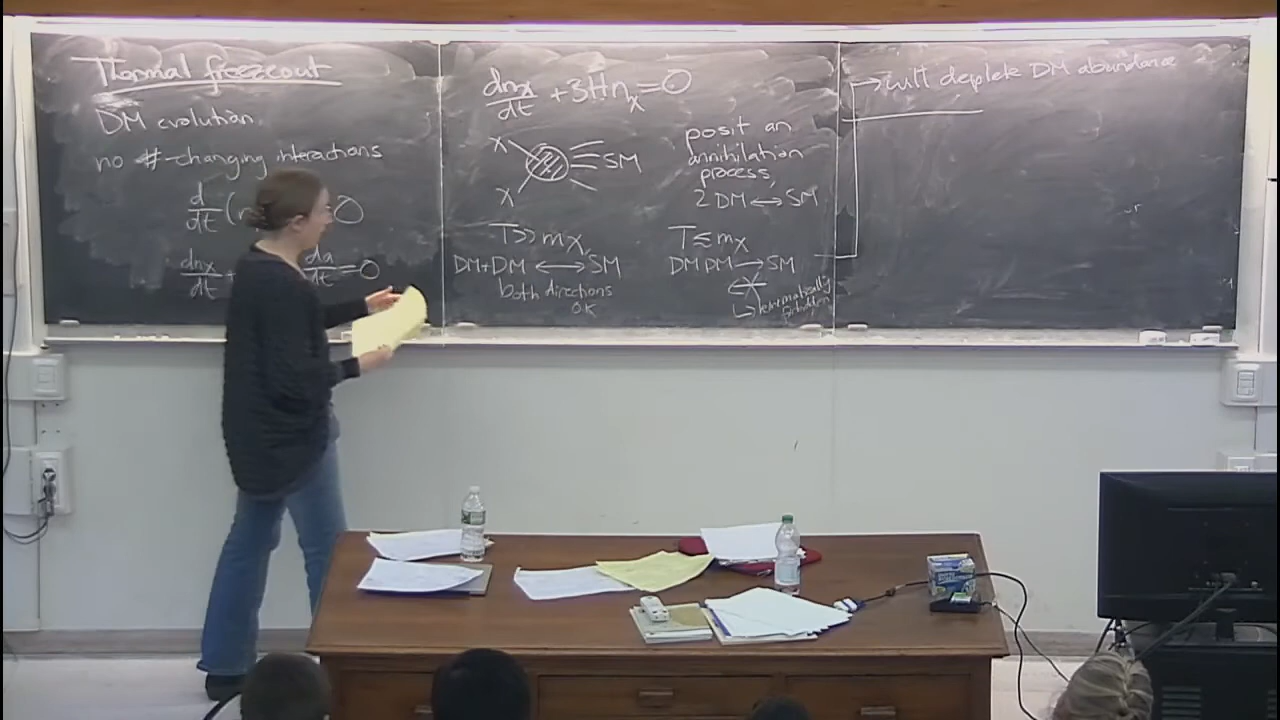 Thermal freezeout
DM evolution
no #-changing interactions
d/dt (n =0
dnχ/dt + da/dt =0
dnχ/dt +3Hnχ=0
χ
SM
χ
posit an
annihilation
process
2 DM ↔ SM
T>>mχ
DM+DM ↔ SM
both directions
OK
T≲mχ
DM DM → SM
kinematically
forbidden
→ will deplete DM abundance